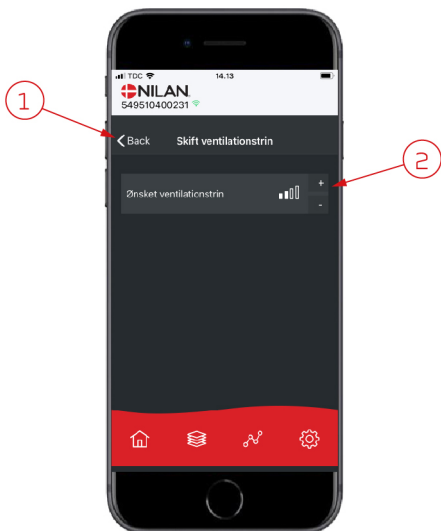 TDC 14.13
NILAN
549510400231
1
Back Skift ventilationstrin
2
Ønsket ventilationstrin
+
-